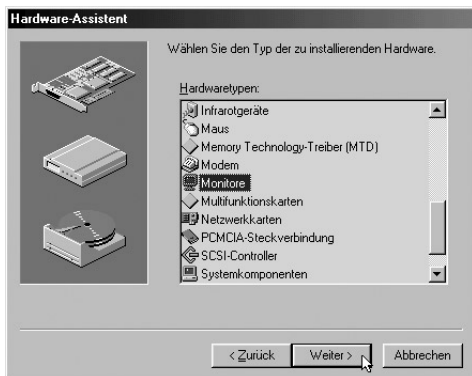 Hardware-Assistent
Wählen Sie den Typ der zu installierenden Hardware.
Hardwaretypen:
Infrarotgeräte
Maus
Memory Technology-Treiber (MTD)
Modem
Monitore
Multifunktionskarten
Netzwerkkarten
PCMCIA-Steckverbindung
SCSI-Controller
Systemkomponenten
< Zurück
Weiter >
Abbrechen